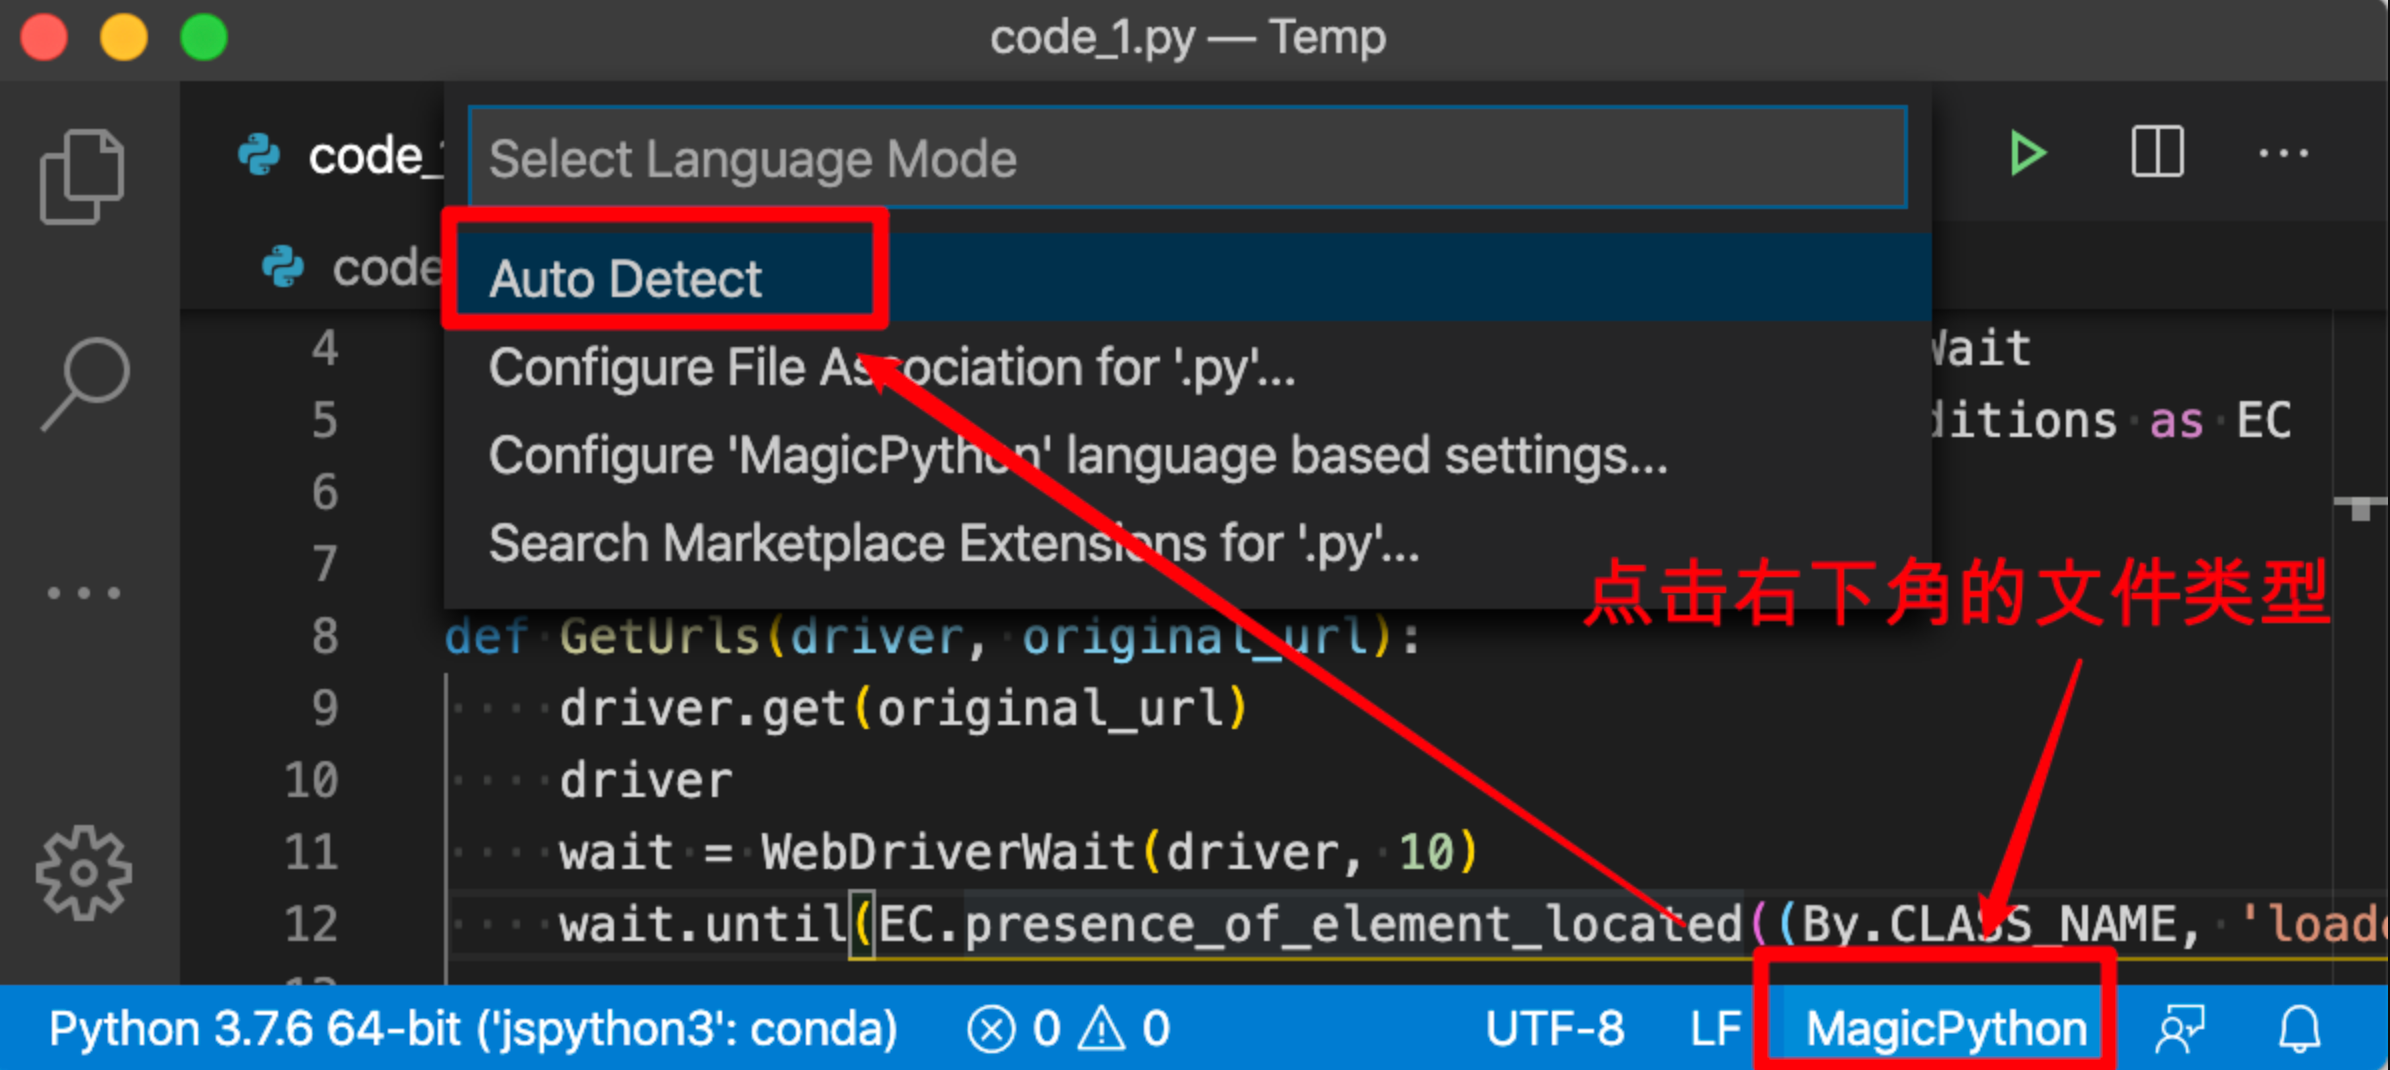 code_1.py — Temp
code_
Select Language Mode
code
Auto Detect
Configure File Association for '.py'...
Configure 'MagicPython' language based settings...
Search Marketplace Extensions for '.py'...
4 Wait
5 ditions as EC
6
7
点击右下角的文件类型
8 def GetUrls(driver, original_url):
9 driver.get(original_url)
10 driver
11 wait = WebDriverWait(driver, 10)
12 wait.until(EC.presence_of_element_located((By.CLASS_NAME, 'load
Python 3.7.6 64-bit ('jspython3': conda) 0 0 UTF-8 LF MagicPython